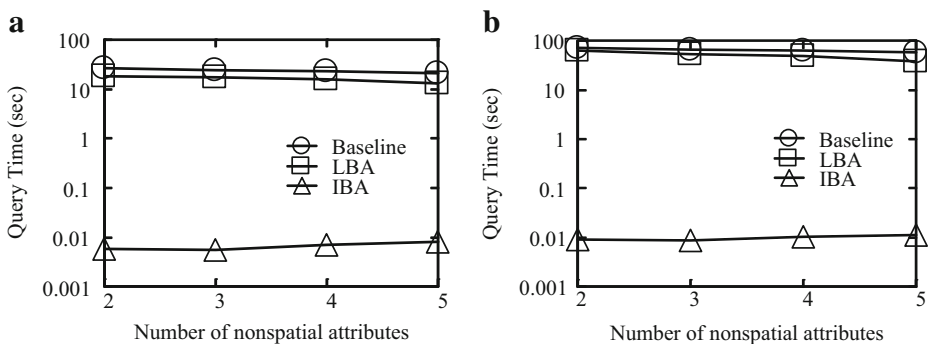 a
100
10
1
0.1
0.01
0.001
Query Time (sec)
Baseline
LBA
IBA
2 3 4 5
Number of nonspatial attributes
b
100
10
1
0.1
0.01
0.001
Query Time (sec)
Baseline
LBA
IBA
2 3 4 5
Number of nonspatial attributes